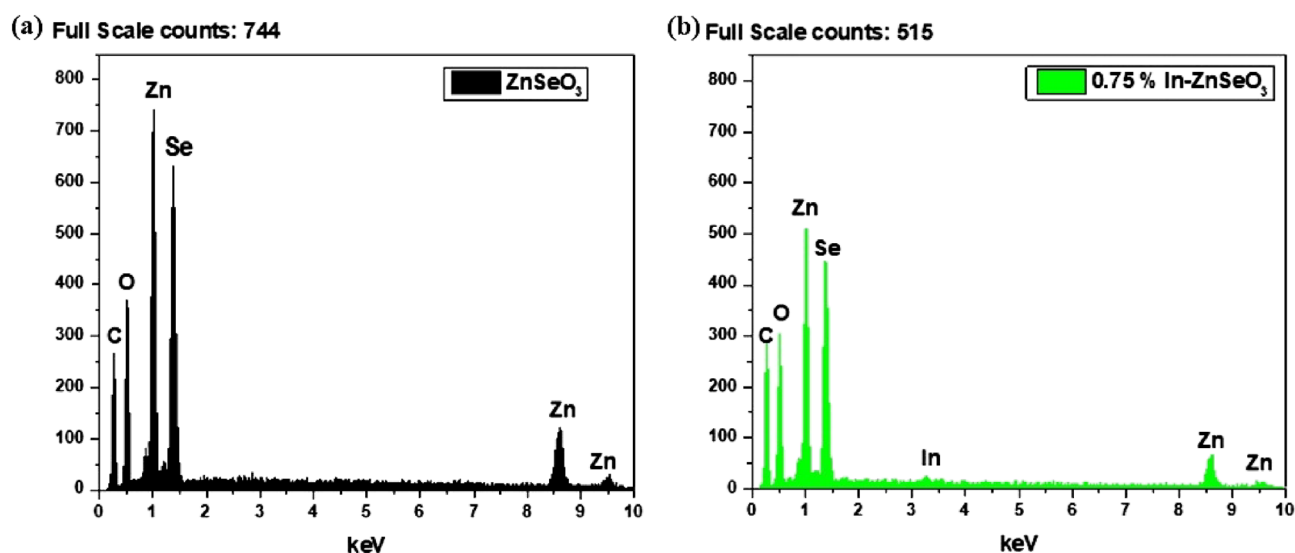 (a) Full Scale counts: 744
ZnSeO₃
800
700
600
500
400
300
200
100
0
Zn
Se
O
C
Zn
Zn
0 1 2 3 4 5 6 7 8 9 10
keV
(b) Full Scale counts: 515
0.75 % In-ZnSeO₃
800
700
600
500
400
300
200
100
0
Zn
Se
O
C
In
Zn
Zn
0 1 2 3 4 5 6 7 8 9 10
keV